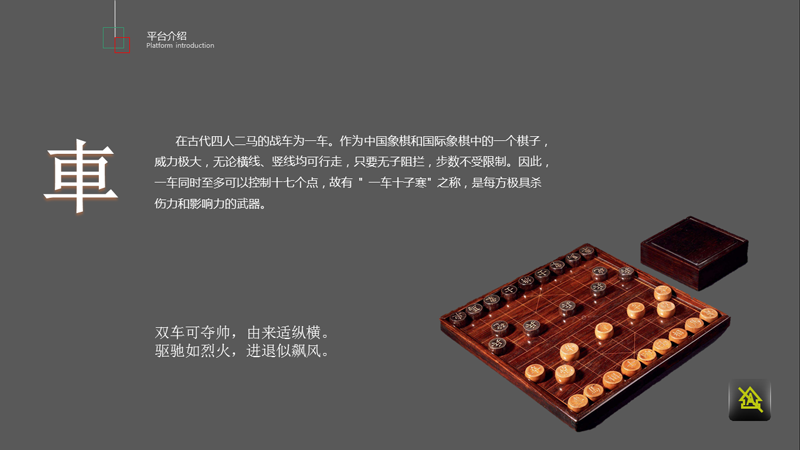 平台介绍
Platform introduction
車
在古代四人二马的战车为一车。作为中国象棋和国际象棋中的一个棋子，
威力极大，无论横线、竖线均可行走，只要无子阻拦，步数不受限制。因此，
一车同时至多可以控制十七个点，故有 " 一车十子寒" 之称，是每方极具杀
伤力和影响力的武器。
双车可夺帅，由来适纵横。
驱驰如烈火，进退似飙风。